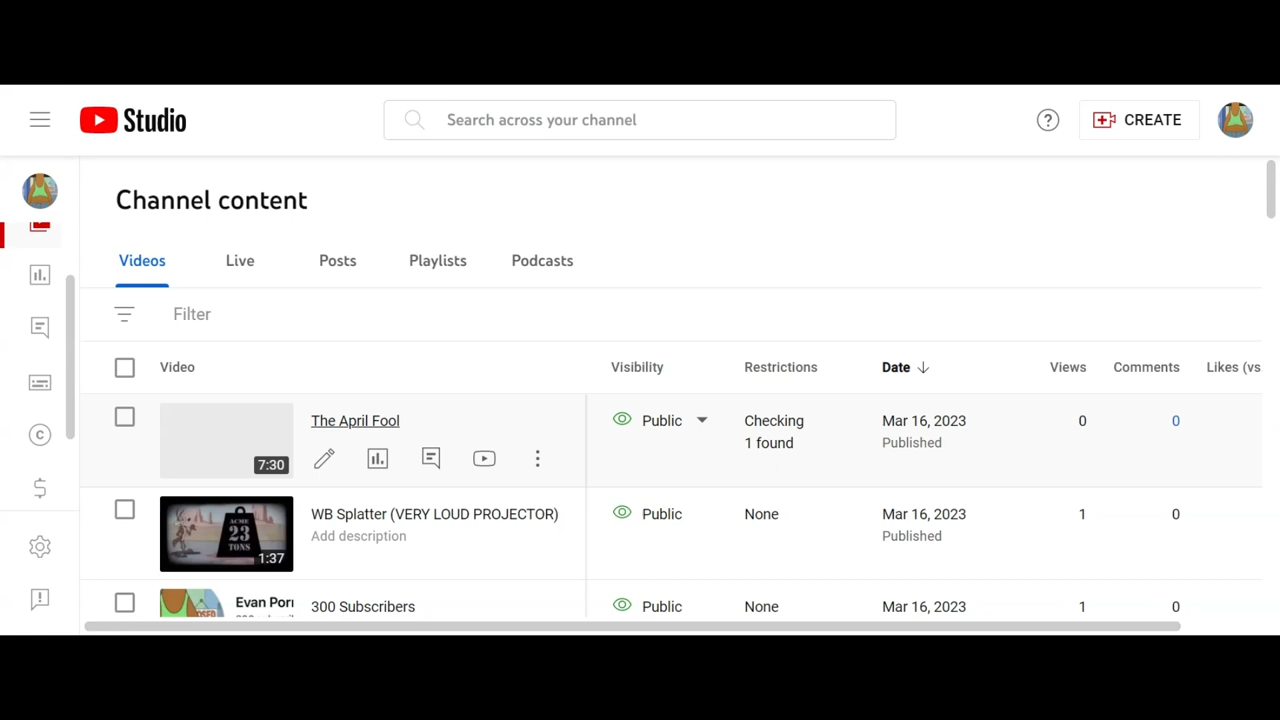 Studio
Search across your channel
?
CREATE
Channel content
Videos Live Posts Playlists Podcasts
Filter
Video Visibility Restrictions Date Views Comments Likes (vs.
7:30
The April Fool
Public
Checking
1 found
Mar 16, 2023
Published
0
0
ACME
23
TONS
1:37
WB Splatter (VERY LOUD PROJECTOR)
Add description
Public
None
Mar 16, 2023
Published
1
0
300 Subscribers
Public
None
Mar 16, 2023
1
0